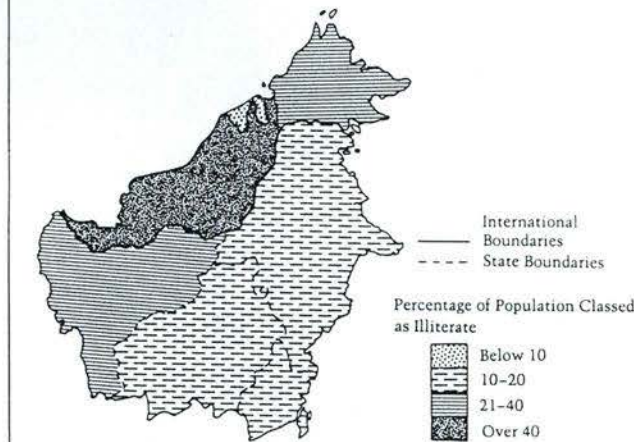 International
Boundaries
State Boundaries
Percentage of Population Classed
as Illiterate
Below 10
10–20
21–40
Over 40